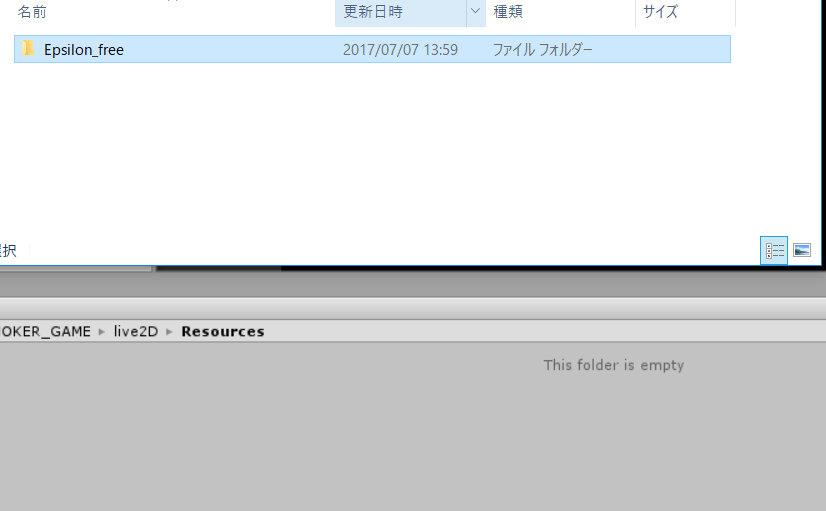 名前 更新日時 種類 サイズ
Epsilon_free 2017/07/07 13:59 ファイル フォルダー
択
OKER_GAME ▸ live2D ▸ Resources
This folder is empty